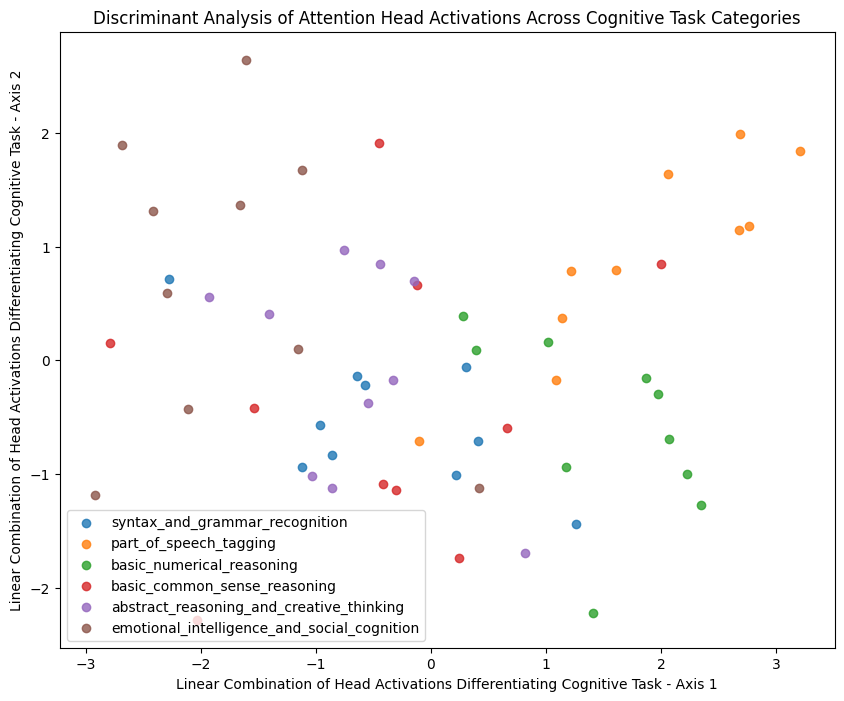 Discriminant Analysis of Attention Head Activations Across Cognitive Task Categories
Linear Combination of Head Activations Differentiating Cognitive Task - Axis 2
2
1
0
−1
−2
syntax_and_grammar_recognition
part_of_speech_tagging
basic_numerical_reasoning
basic_common_sense_reasoning
abstract_reasoning_and_creative_thinking
emotional_intelligence_and_social_cognition
−3 −2 −1 0 1 2 3
Linear Combination of Head Activations Differentiating Cognitive Task - Axis 1